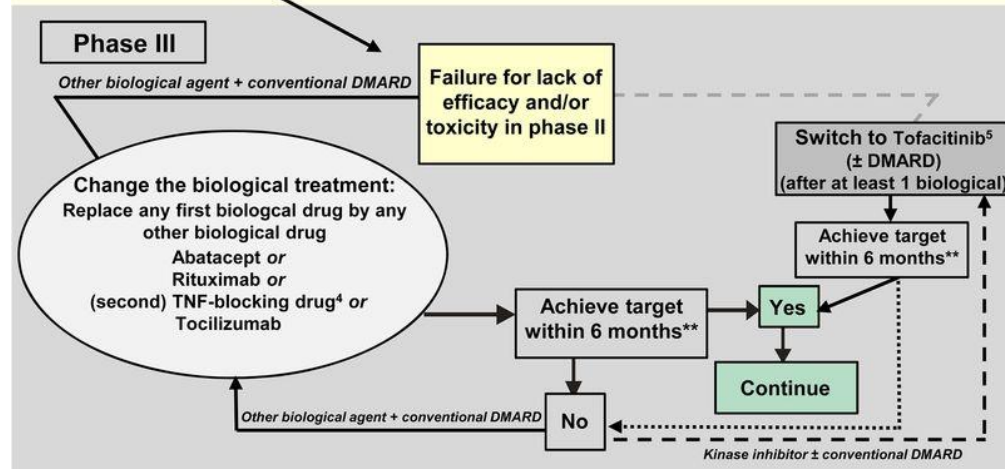 Phase III
Other biological agent + conventional DMARD
Failure for lack of
efficacy and/or
toxicity in phase II
Switch to Tofacitinib⁵
(± DMARD)
(after at least 1 biological)
Change the biological treatment:
Replace any first biologcal drug by any
other biological drug
Abatacept or
Rituximab or
(second) TNF-blocking drug⁴ or
Tocilizumab
Achieve target
within 6 months**
Achieve target
within 6 months**
Yes
Continue
No
Other biological agent + conventional DMARD
Kinase inhibitor ± conventional DMARD